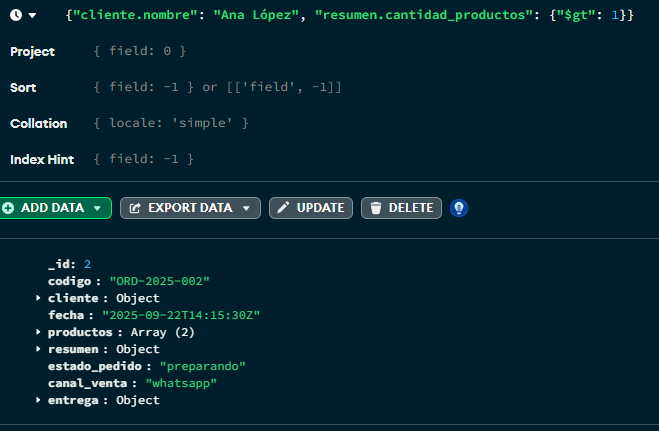 {"cliente.nombre": "Ana López", "resumen.cantidad_productos": {"$gt": 1}}
Project { field: 0 }
Sort { field: -1 } or [['field', -1]]
Collation { locale: 'simple' }
Index Hint { field: -1 }
ADD DATA EXPORT DATA UPDATE DELETE
_id: 2
codigo : "ORD-2025-002"
cliente : Object
fecha : "2025-09-22T14:15:30Z"
productos : Array (2)
resumen : Object
estado_pedido : "preparando"
canal_venta : "whatsapp"
entrega : Object